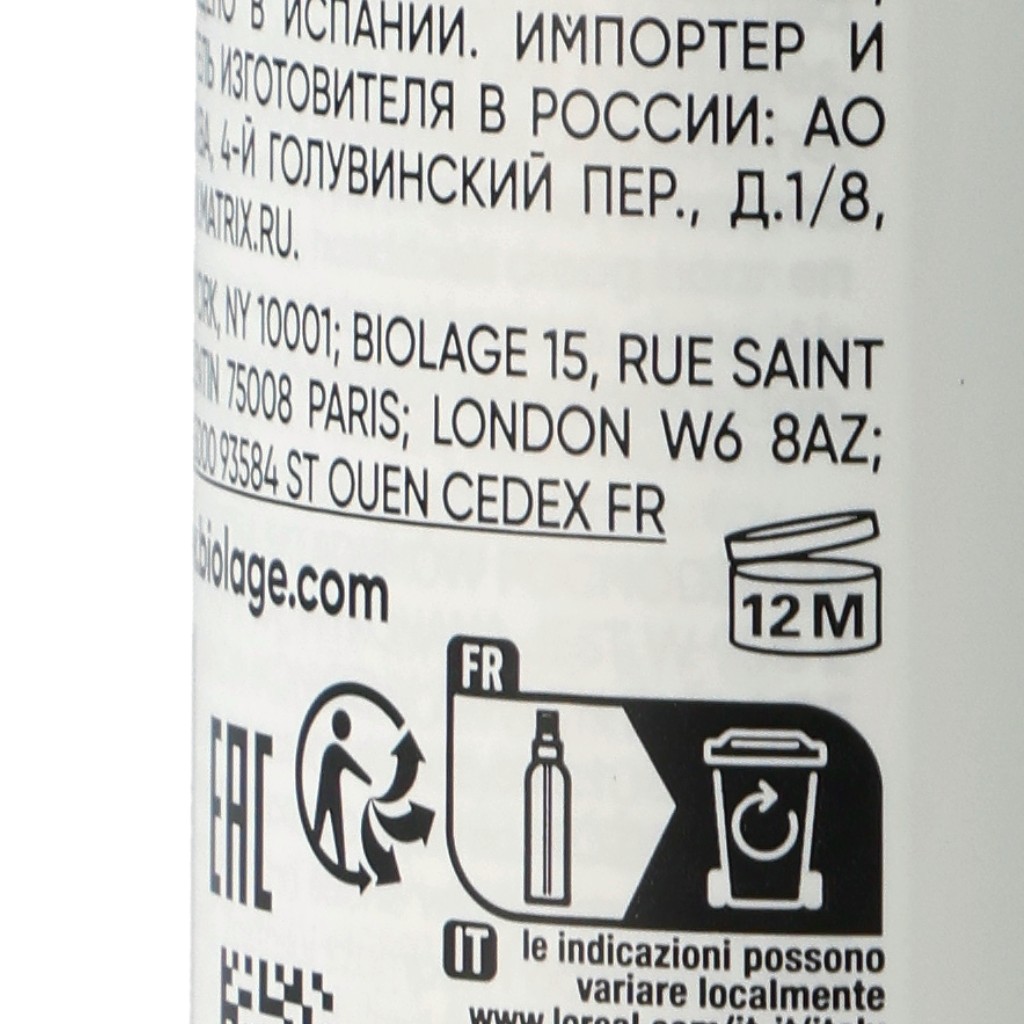 В ИСПАНИИ. ИМПОРТЕР И
ИЗГОТОВИТЕЛЯ В РОССИИ: АО
4-Й ГОЛУВИНСКИЙ ПЕР., Д.1/8,
MATRIX.RU.
NY 10001; BIOLAGE 15, RUE SAINT
75008 PARIS; LONDON W6 8AZ;
93584 ST OUEN CEDEX FR
biolage.com
12 M
FR
EAC
IT le indicazioni possono
variare localmente